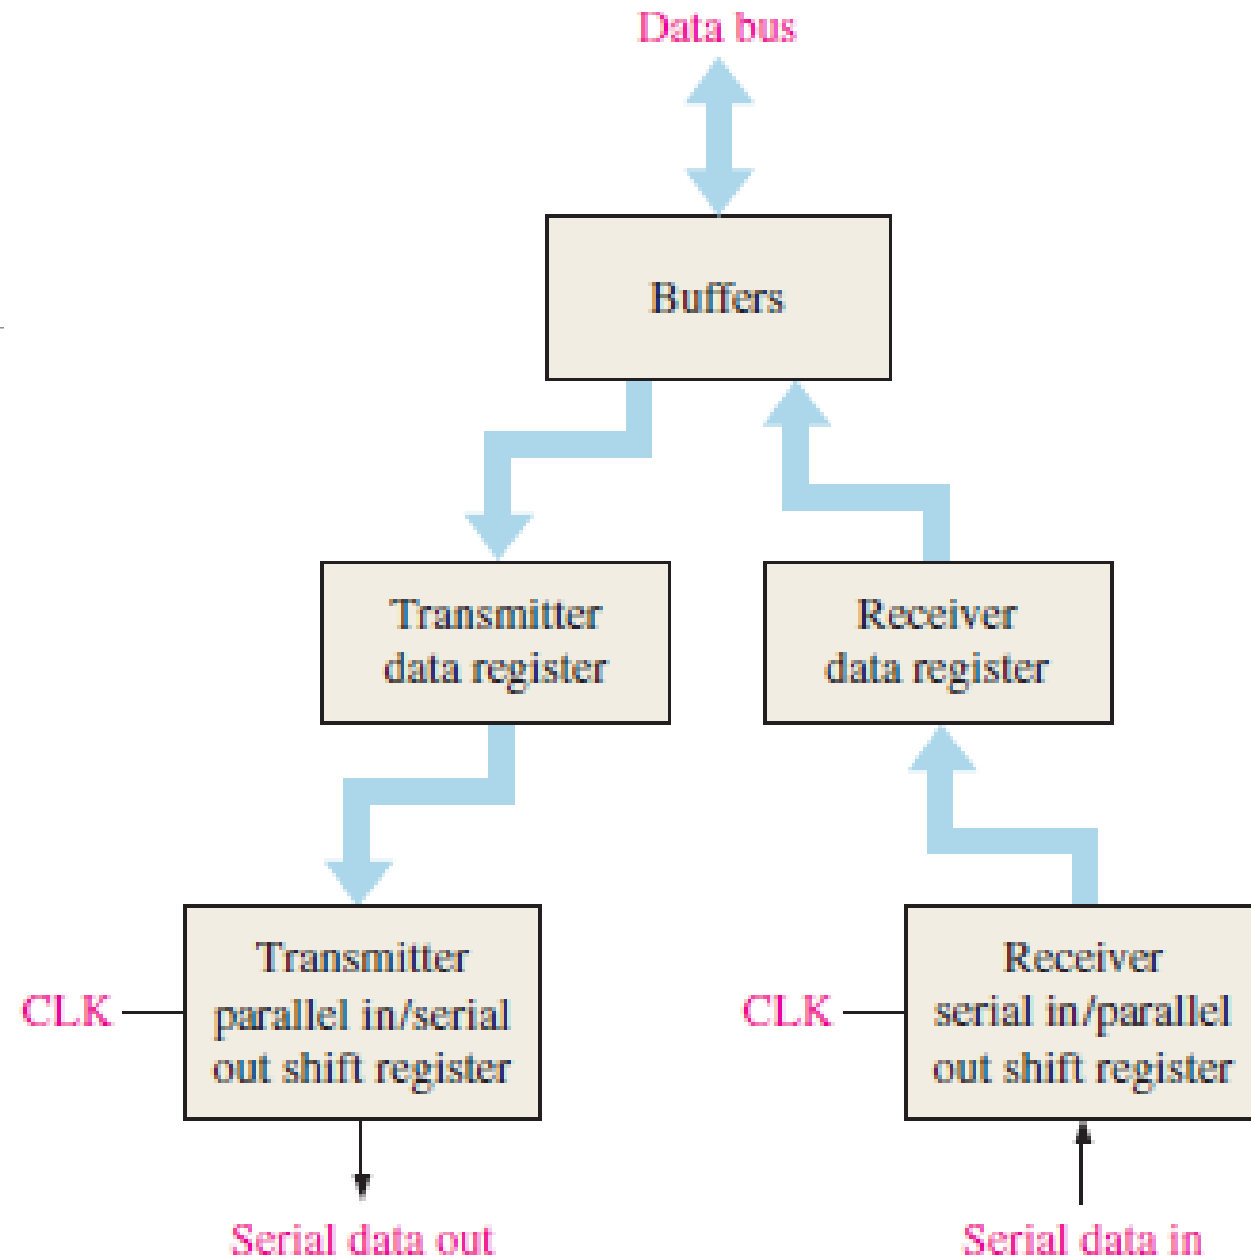 Data bus
Buffers
Transmitter
data register
Receiver
data register
Transmitter
parallel in/serial
out shift register
CLK
Receiver
serial in/parallel
out shift register
CLK
Serial data out
Serial data in